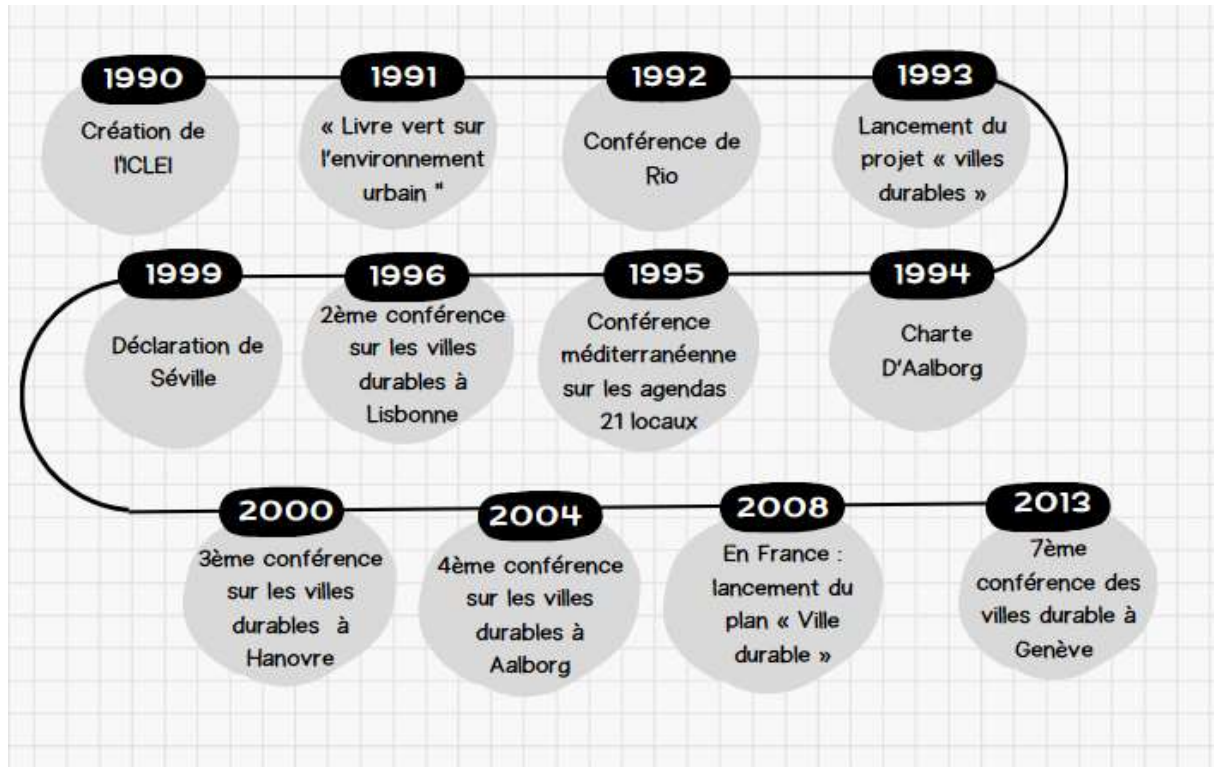 1990
Création de
l'ICLEI
1991
« Livre vert sur
l'environnement
urbain "
1992
Conférence de
Rio
1993
Lancement du
projet « villes
durables »
1994
Charte
D'Aalborg
1995
Conférence
méditerranéenne
sur les agendas
21 locaux
1996
2ème conférence
sur les villes
durables à
Lisbonne
1999
Déclaration de
Séville
2000
3ème conférence
sur les villes
durables à
Hanovre
2004
4ème conférence
sur les villes
durables à
Aalborg
2008
En France :
lancement du
plan « Ville
durable »
2013
7ème
conférence des
villes durable à
Genève